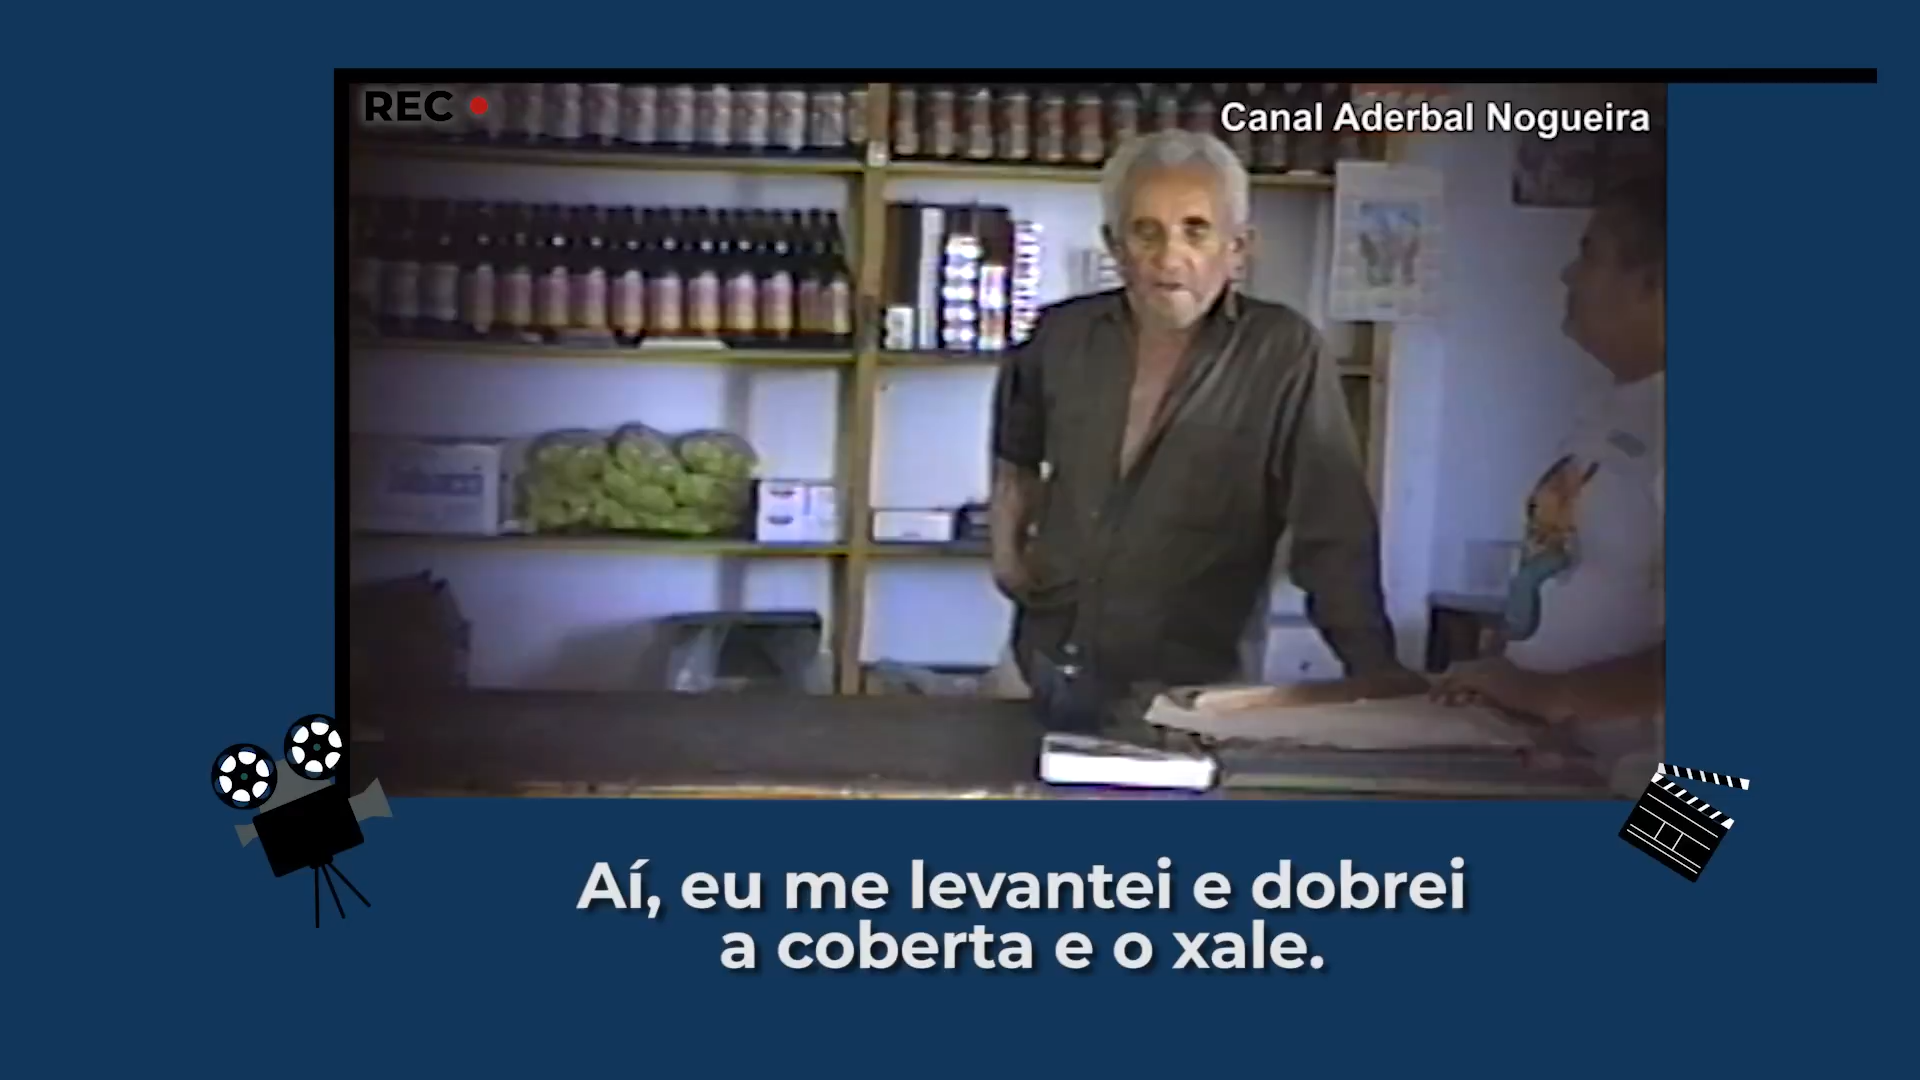 REC
Canal Aderbal Nogueira
Aí, eu me levantei e dobrei
a coberta e o xale.